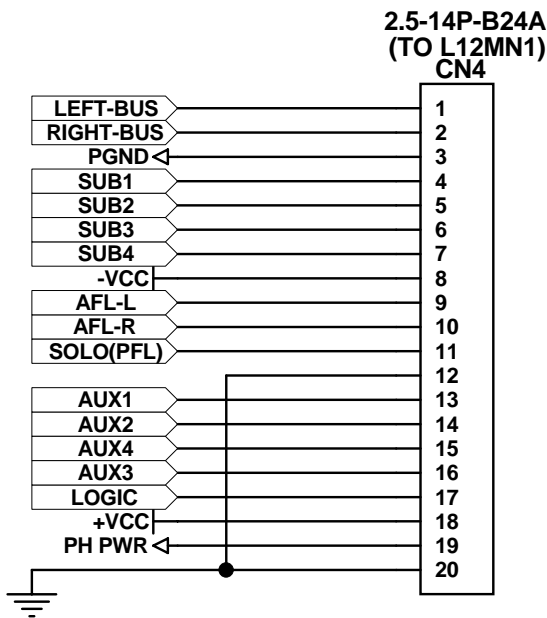 2.5-14P-B24A
(TO L12MN1)
CN4
LEFT-BUS 1
RIGHT-BUS 2
PGND 3
SUB1 4
SUB2 5
SUB3 6
SUB4 7
-VCC 8
AFL-L 9
AFL-R 10
SOLO(PFL) 11
12
AUX1 13
AUX2 14
AUX4 15
AUX3 16
LOGIC 17
+VCC 18
PH PWR 19
20